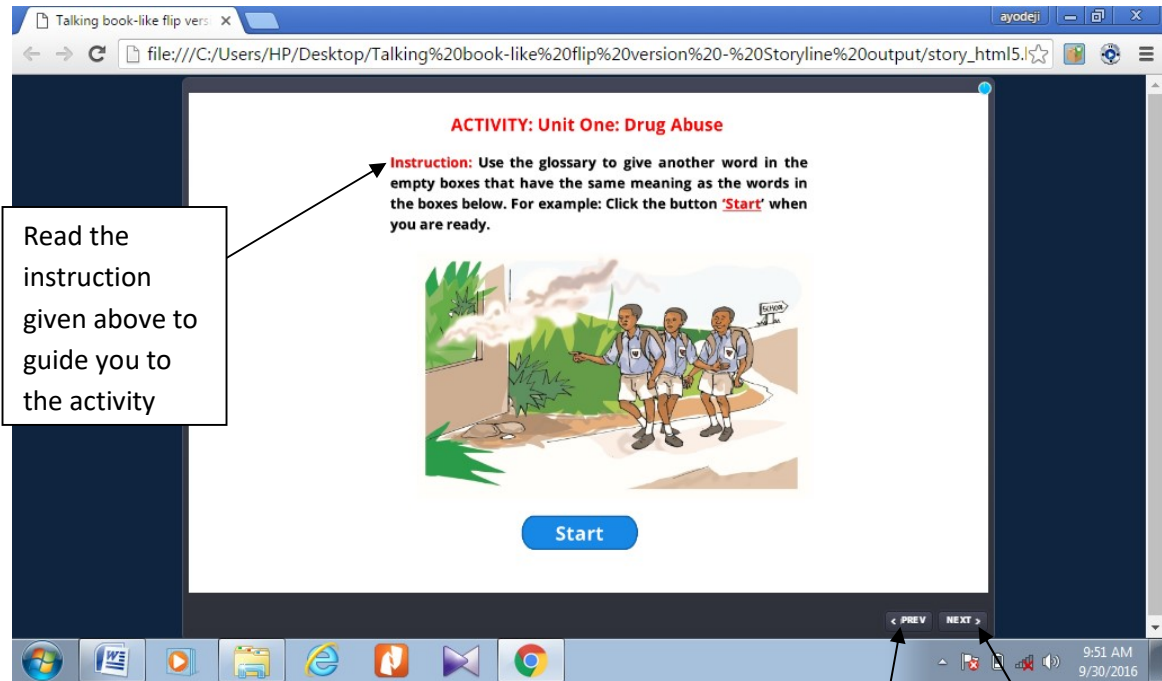 Talking book-like flip vers
ayodeji
file:///C:/Users/HP/Desktop/Talking%20book-like%20flip%20version%20-%20Storyline%20output/story_html5.
ACTIVITY: Unit One: Drug Abuse
Instruction: Use the glossary to give another word in the
empty boxes that have the same meaning as the words in
the boxes below. For example: Click the button ‘Start’ when
you are ready.
Read the
instruction
given above to
guide you to
the activity
SCHOOL
Start
< PREV NEXT >
9:51 AM
9/30/2016